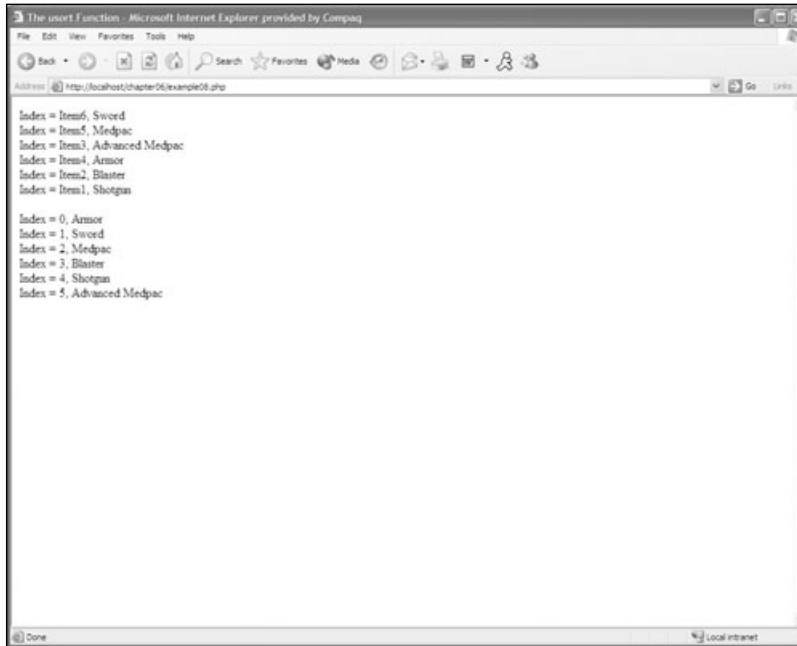 The usort Function - Microsoft Internet Explorer provided by Compaq
File Edit View Favorites Tools Help
Back Search Favorites Media
Address http://localhost/chapter06/example08.php Go Links
Index = Item6, Sword
Index = Item5, Medpac
Index = Item3, Advanced Medpac
Index = Item4, Armor
Index = Item2, Blaster
Index = Item1, Shotgun
Index = 0, Armor
Index = 1, Sword
Index = 2, Medpac
Index = 3, Blaster
Index = 4, Shotgun
Index = 5, Advanced Medpac
Done Local intranet